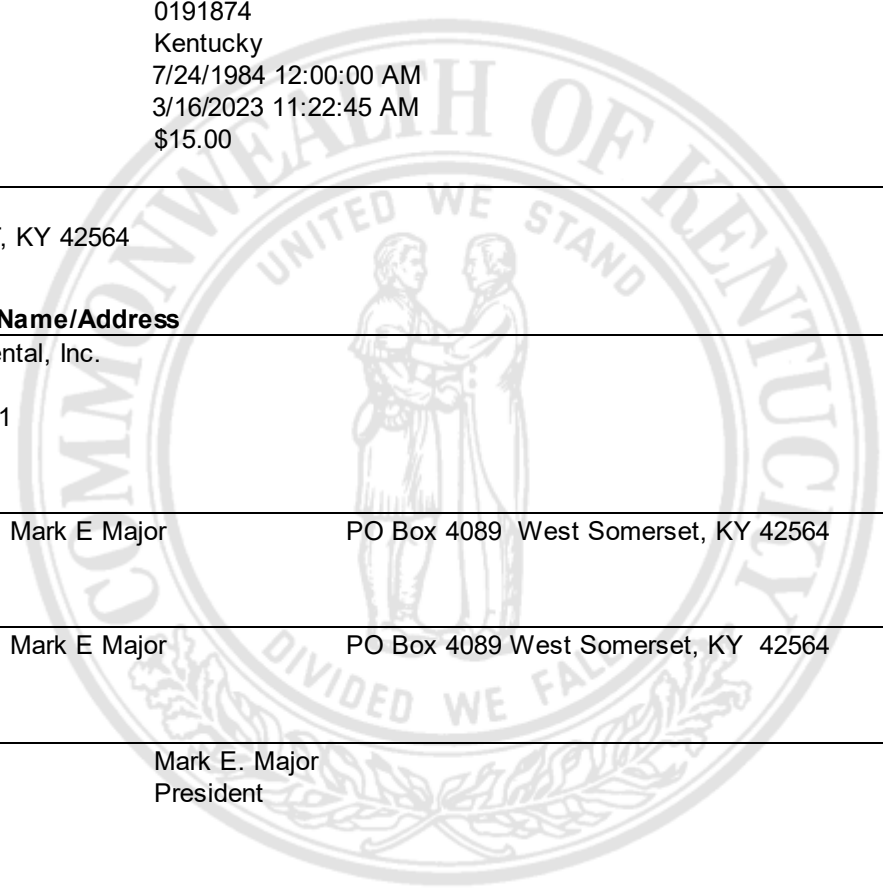 0191874
Kentucky
7/24/1984 12:00:00 AM
3/16/2023 11:22:45 AM
$15.00
COMMONWEALTH OF KENTUCKY
UNITED WE STAND
, KY 42564
Name/Address
ental, Inc.
1
Mark E Major PO Box 4089 West Somerset, KY 42564
Mark E Major PO Box 4089 West Somerset, KY 42564
DIVIDED WE FALL
Mark E. Major
President